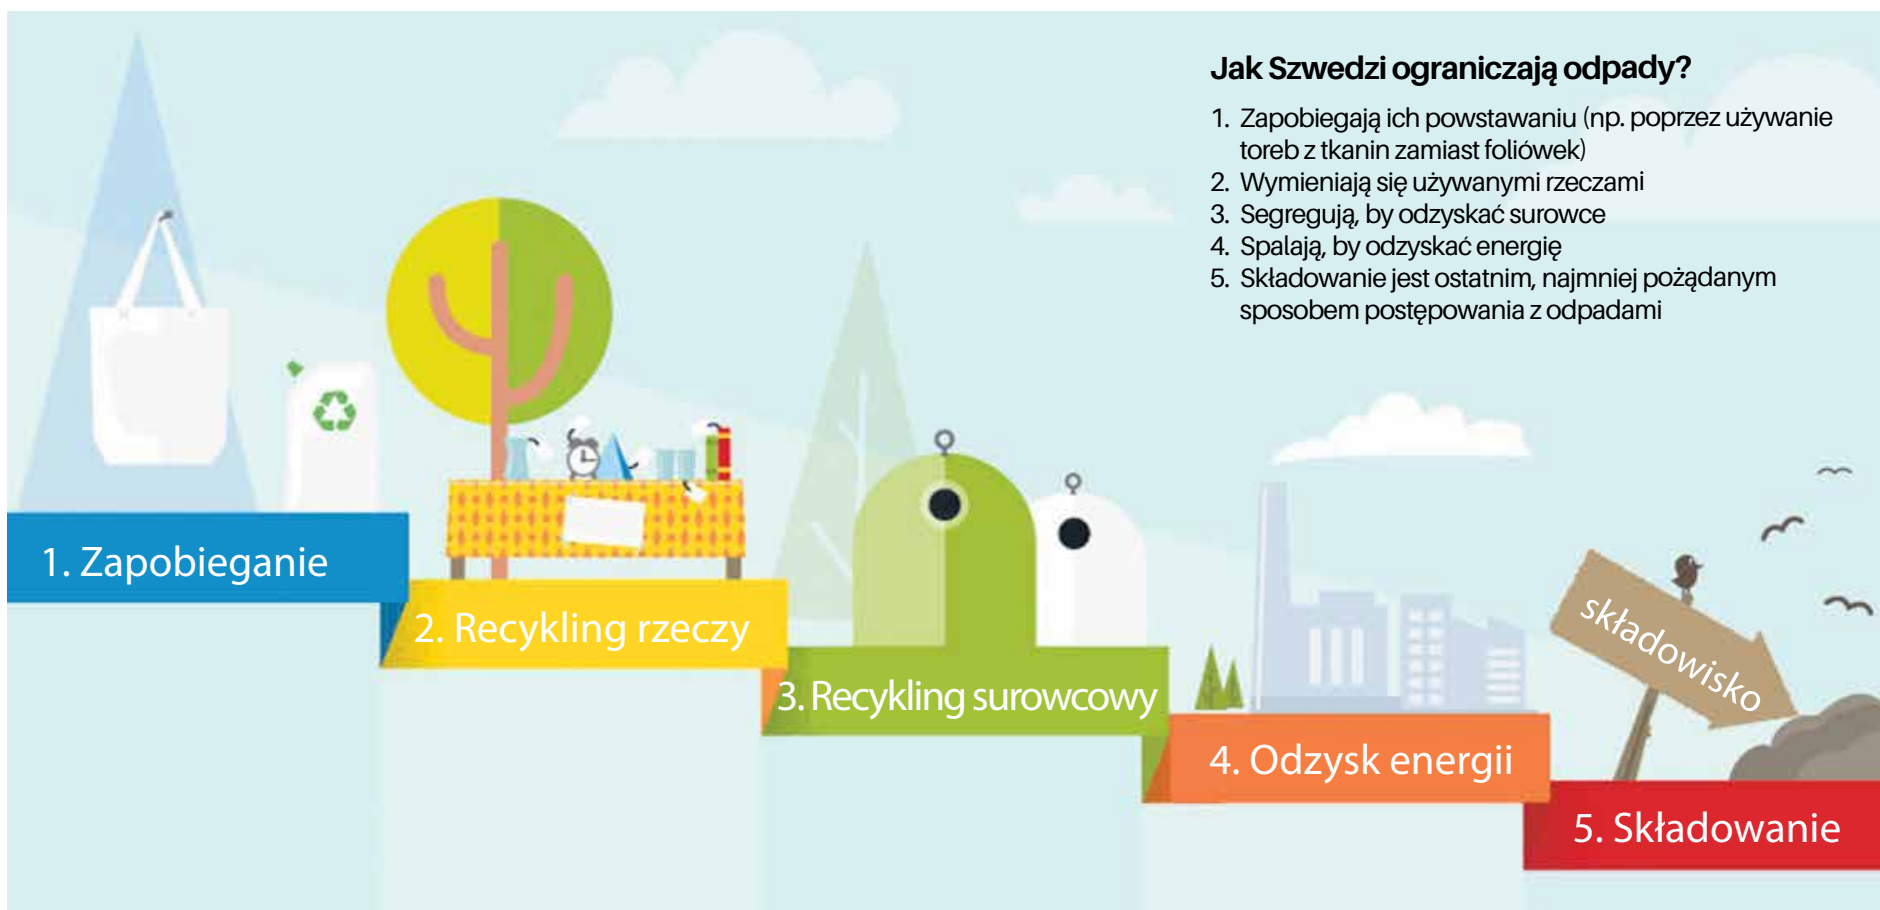 Jak Szwedzi ograniczają odpady?
1. Zapobiegają ich powstawaniu (np. poprzez używanie
toreb z tkanin zamiast foliówek)
2. Wymieniają się używanymi rzeczami
3. Segregują, by odzyskać surowce
4. Spalają, by odzyskać energię
5. Składowanie jest ostatnim, najmniej pożądanym
sposobem postępowania z odpadami
1. Zapobieganie
2. Recykling rzeczy
3. Recykling surowcowy
4. Odzysk energii
składowisko
5. Składowanie